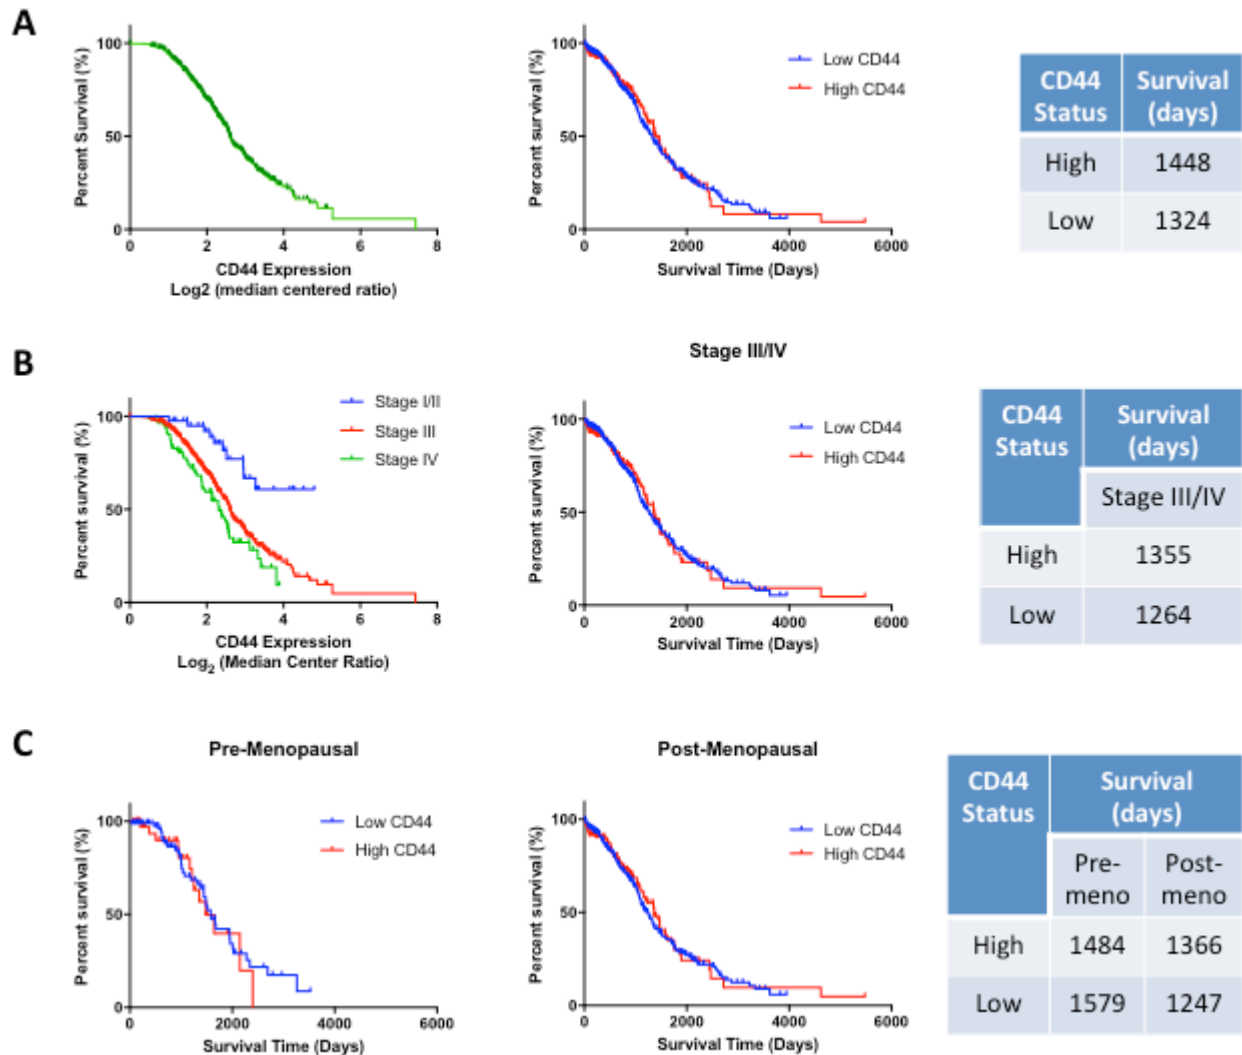 A
Percent Survival (%)
100
50
0
0 2 4 6 8
CD44 Expression
Log2 (median centered ratio)
Percent survival (%)
100
50
0
Low CD44
High CD44
0 2000 4000 6000
Survival Time (Days)
CD44 Status Survival (days)
High 1448
Low 1324
B
Percent survival (%)
100
50
0
Stage I/II
Stage III
Stage IV
0 2 4 6 8
CD44 Expression
Log2 (Median Center Ratio)
Stage III/IV
Percent survival (%)
100
50
0
Low CD44
High CD44
0 2000 4000 6000
Survival Time (Days)
CD44 Status Survival (days)
Stage III/IV
High 1355
Low 1264
C
Pre-Menopausal
Percent survival (%)
100
50
0
Low CD44
High CD44
0 2000 4000 6000
Survival Time (Days)
Post-Menopausal
Percent survival (%)
100
50
0
Low CD44
High CD44
0 2000 4000 6000
Survival Time (Days)
CD44 Status Survival (days)
Pre-meno Post-meno
High 1484 1366
Low 1579 1247